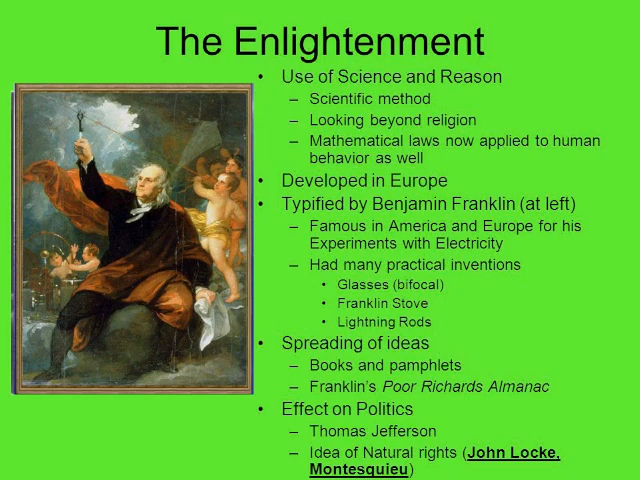 The Enlightenment
• Use of Science and Reason
– Scientific method
– Looking beyond religion
– Mathematical laws now applied to human
behavior as well
• Developed in Europe
• Typified by Benjamin Franklin (at left)
– Famous in America and Europe for his
Experiments with Electricity
– Had many practical inventions
• Glasses (bifocal)
• Franklin Stove
• Lightning Rods
• Spreading of ideas
– Books and pamphlets
– Franklin's Poor Richards Almanac
• Effect on Politics
– Thomas Jefferson
– Idea of Natural rights (John Locke,
Montesquieu)